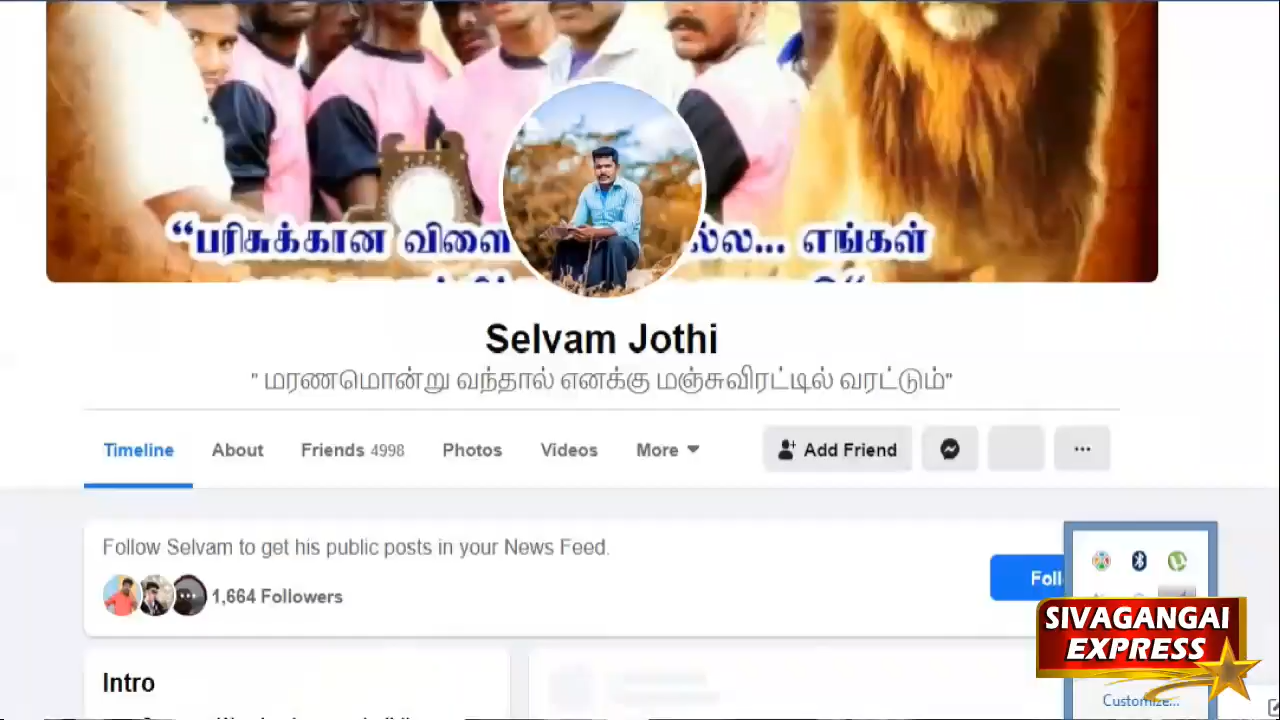 “பரிசுக்கான விளை ல்ல... எங்கள்
Selvam Jothi
" மரணமொன்று வந்தால் எனக்கு மஞ்சுவிரட்டில் வரட்டும்"
Timeline About Friends 4998 Photos Videos More Add Friend ...
Follow Selvam to get his public posts in your News Feed.
Foll
1,664 Followers
SIVAGANGAI
EXPRESS
Intro
Customize...